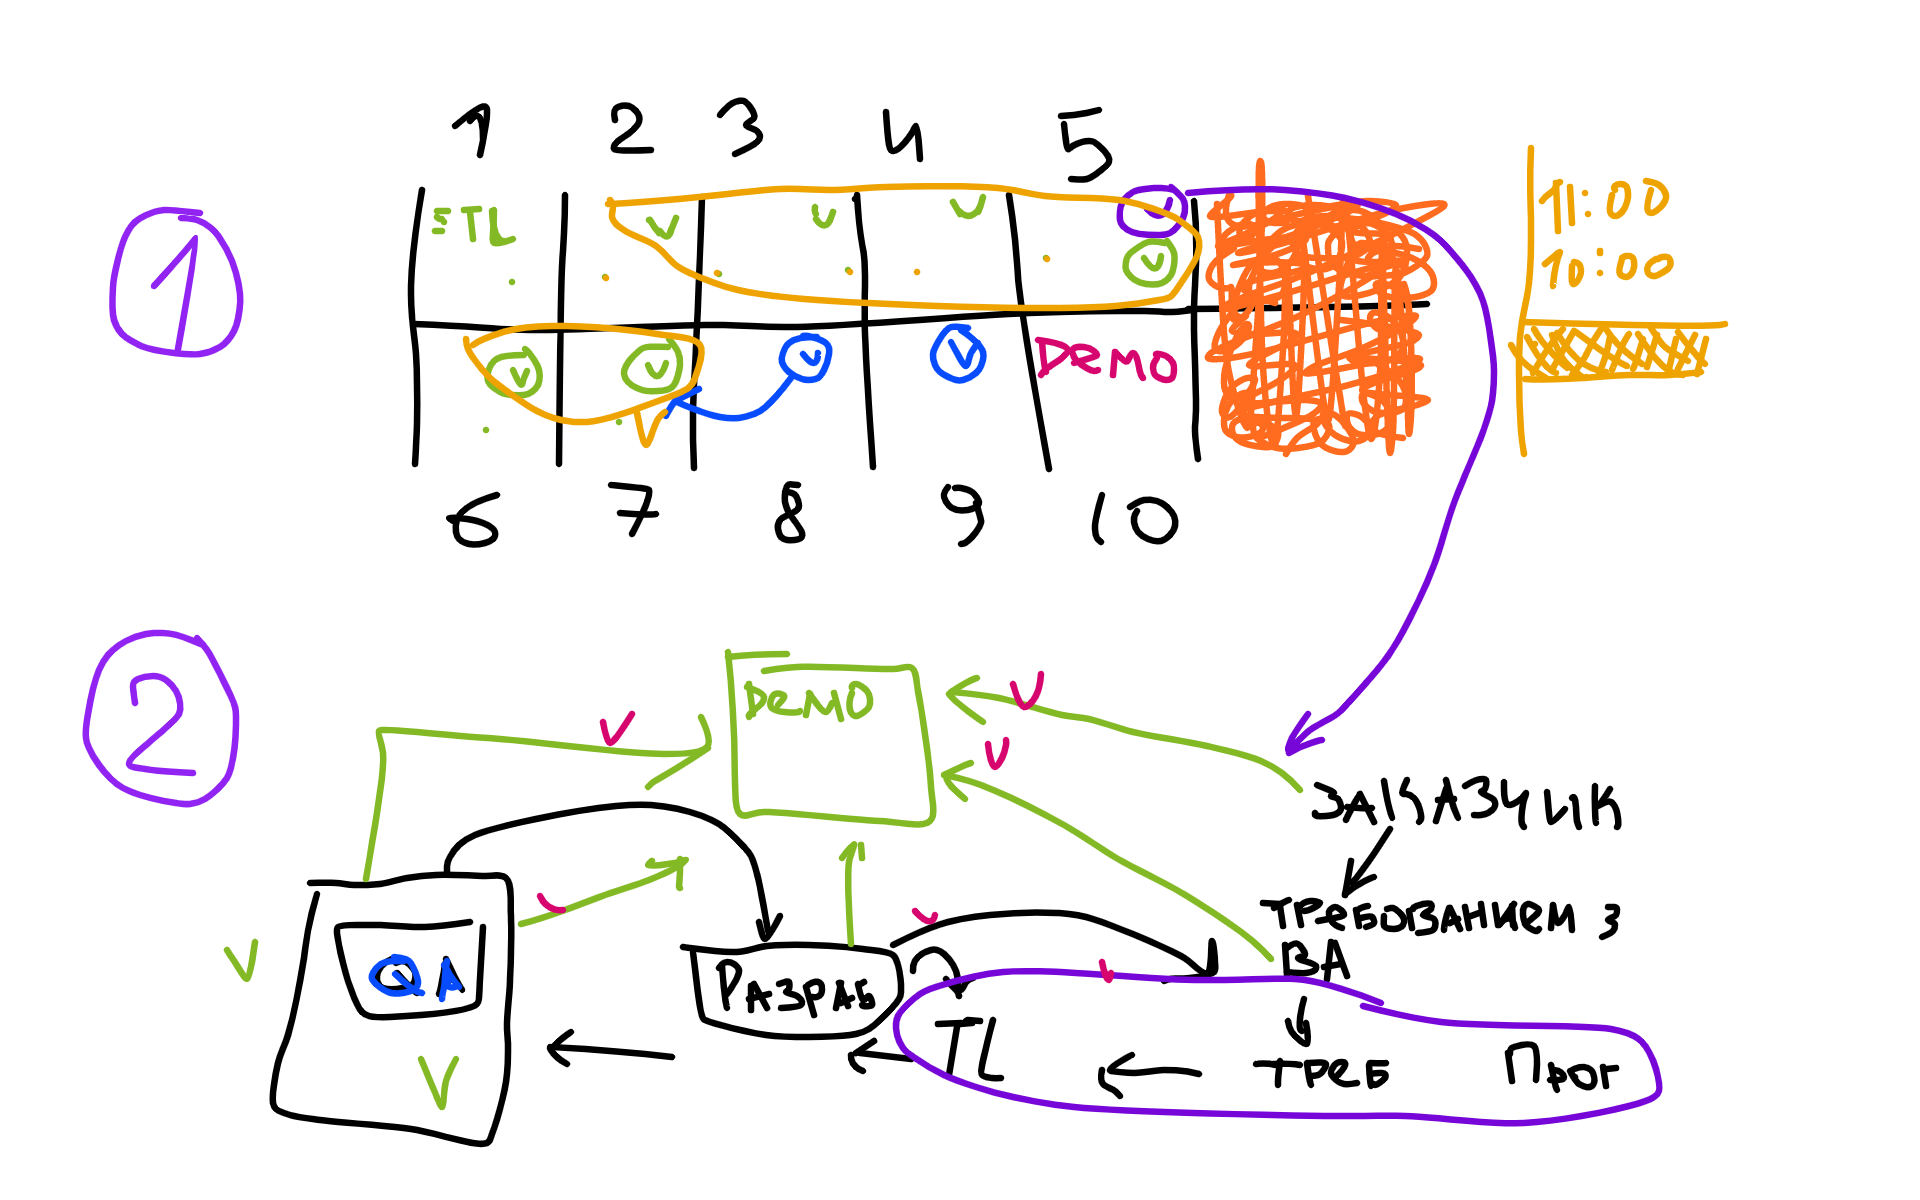 1 2 3 4 5
1
TL
11:00
10:00
DEMO
6 7 8 9 10
2
DEMO
ЗАКАЗЧИК
ТРЕБОВАНИЕМ З
BA
QA
РАЗРАБ
TL
ТРЕБ
Прог